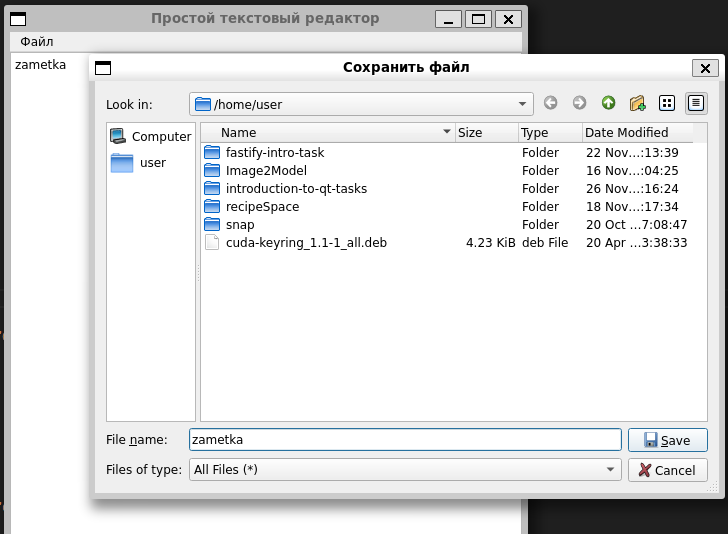 Простой текстовый редактор
Файл
zametka
Сохранить файл
Look in: /home/user
Computer
user
Name Size Type Date Modified
fastify-intro-task Folder 22 Nov...:13:39
Image2Model Folder 16 Nov...:04:25
introduction-to-qt-tasks Folder 26 Nov...:16:24
recipeSpace Folder 18 Nov...:17:34
snap Folder 20 Oct ...7:08:47
cuda-keyring_1.1-1_all.deb 4.23 KiB deb File 20 Apr ...3:38:33
File name: zametka Save
Files of type: All Files (*) Cancel